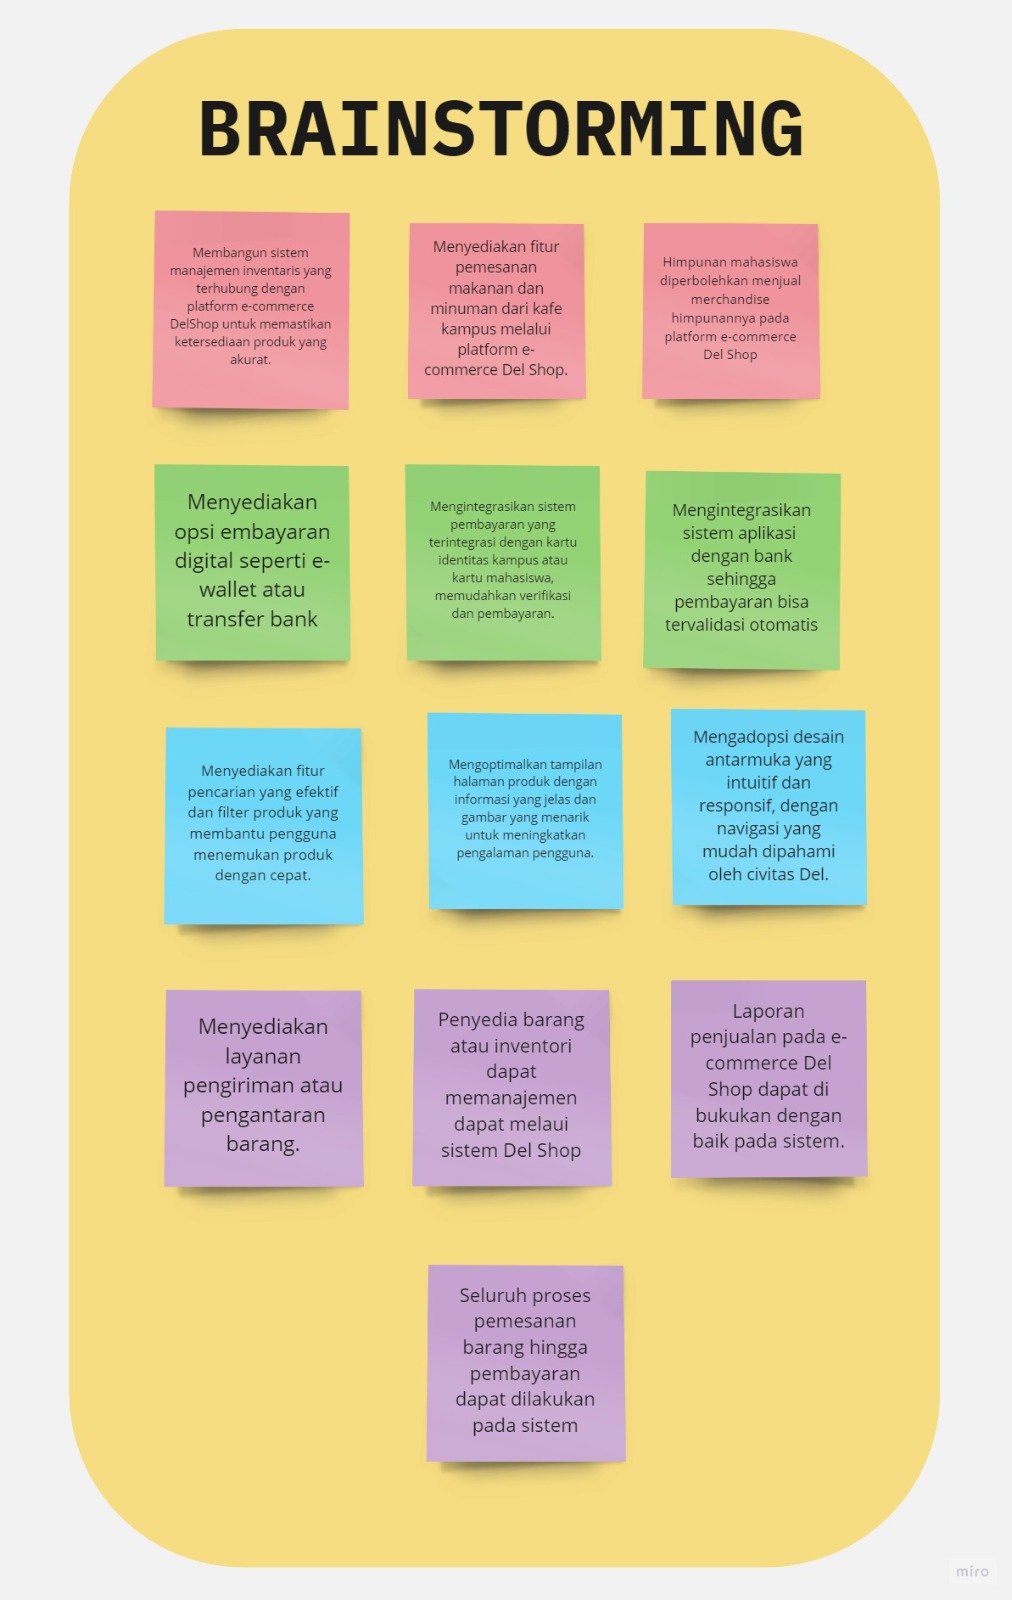 BRAINSTORMING
Membangun sistem
manajemen inventaris yang
terhubung dengan
platform e-commerce
DelShop untuk memastikan
ketersediaan produk yang
akurat.
Menyediakan fitur
pemesanan
makanan dan
minuman dari kafe
kampus melalui
platform e-
commerce Del Shop.
Himpunan mahasiswa
diperbolehkan menjual
merchandise
himpunannya pada
platform e-commerce
Del Shop
Menyediakan
opsi embayaran
digital seperti e-
wallet atau
transfer bank
Mengintegrasikan sistem
pembayaran yang
terintegrasi dengan kartu
identitas kampus atau
kartu mahasiswa,
memudahkan verifikasi
dan pembayaran.
Mengintegrasikan
sistem aplikasi
dengan bank
sehingga
pembayaran bisa
tervalidasi otomatis
Menyediakan fitur
pencarian yang efektif
dan filter produk yang
membantu pengguna
menemukan produk
dengan cepat.
Mengoptimalkan tampilan
halaman produk dengan
informasi yang jelas dan
gambar yang menarik
untuk meningkatkan
pengalaman pengguna.
Mengadopsi desain
antarmuka yang
intuitif dan
responsif, dengan
navigasi yang
mudah dipahami
oleh civitas Del.
Menyediakan
layanan
pengiriman atau
pengantaran
barang.
Penyedia barang
atau inventori
dapat
memanajemen
dapat melaui
sistem Del Shop
Laporan
penjualan pada e-
commerce Del
Shop dapat di
bukukan dengan
baik pada sistem.
Seluruh proses
pemesanan
barang hingga
pembayaran
dapat dilakukan
pada sistem
miro